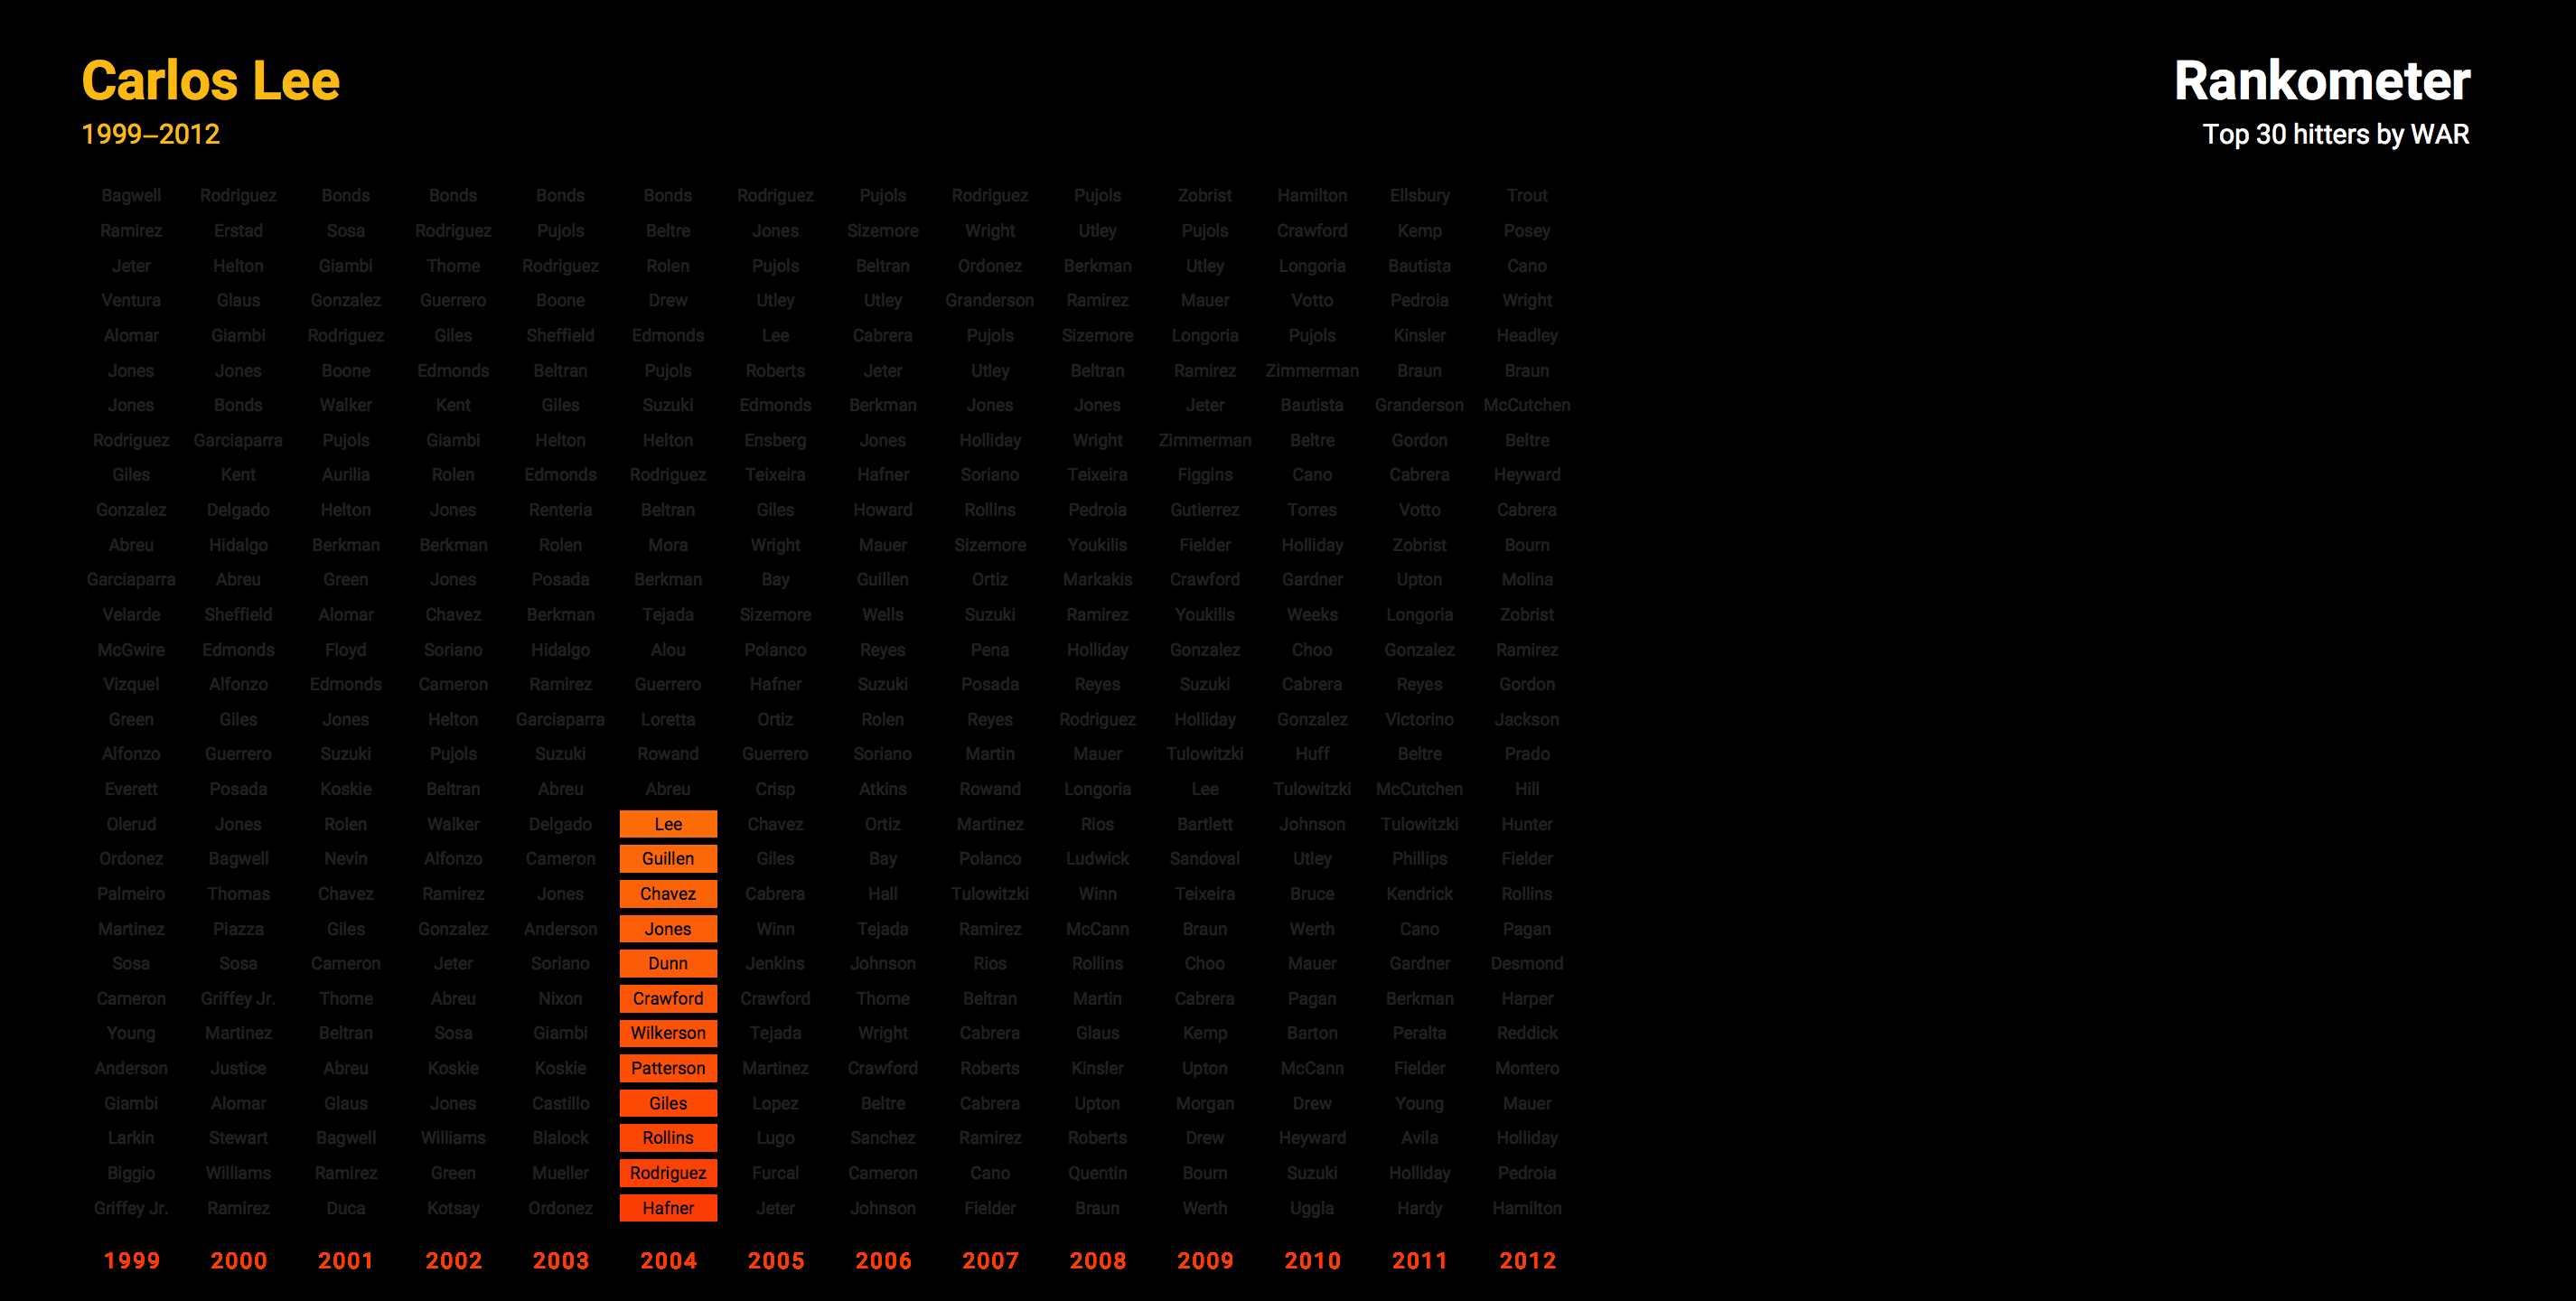 Carlos Lee
1999–2012
Rankometer
Top 30 hitters by WAR
Bagwell Rodriguez Bonds Bonds Bonds Bonds Rodriguez Pujols Rodriguez Pujols Zobrist Hamilton Ellsbury Trout
Ramirez Erstad Sosa Rodriguez Pujols Beltre Jones Sizemore Wright Utley Pujols Crawford Kemp Posey
Jeter Helton Giambi Thome Rodriguez Rolen Pujols Beltran Ordonez Berkman Utley Longoria Bautista Cano
Ventura Glaus Gonzalez Guerrero Boone Drew Utley Utley Granderson Ramirez Mauer Votto Pedroia Wright
Alomar Giambi Rodriguez Giles Sheffield Edmonds Lee Cabrera Pujols Sizemore Longoria Pujols Kinsler Headley
Jones Jones Boone Edmonds Beltran Pujols Roberts Jeter Utley Beltran Ramirez Zimmerman Braun Braun
Jones Bonds Walker Kent Giles Suzuki Edmonds Berkman Jones Jones Jeter Bautista Granderson McCutchen
Rodriguez Garciaparra Pujols Giambi Helton Helton Ensberg Jones Holliday Wright Zimmerman Beltre Gordon Beltre
Giles Kent Aurilia Rolen Edmonds Rodriguez Teixeira Hafner Soriano Teixeira Figgins Cano Cabrera Heyward
Gonzalez Delgado Helton Jones Renteria Beltran Giles Howard Rollins Pedroia Gutierrez Torres Votto Cabrera
Abreu Hidalgo Berkman Berkman Rolen Mora Wright Mauer Sizemore Youkilis Fielder Holliday Zobrist Bourn
Garciaparra Abreu Green Jones Posada Berkman Bay Guillen Ortiz Markakis Crawford Gardner Upton Molina
Velarde Sheffield Alomar Chavez Berkman Tejada Sizemore Wells Suzuki Ramirez Youkilis Weeks Longoria Zobrist
McGwire Edmonds Floyd Soriano Hidalgo Alou Polanco Reyes Pena Holliday Gonzalez Choo Gonzalez Ramirez
Vizquel Alfonzo Edmonds Cameron Ramirez Guerrero Hafner Suzuki Posada Reyes Suzuki Cabrera Reyes Gordon
Green Giles Jones Helton Garciaparra Loretta Ortiz Rolen Reyes Rodriguez Holliday Gonzalez Victorino Jackson
Alfonzo Guerrero Suzuki Pujols Suzuki Rowand Guerrero Soriano Martin Mauer Tulowitzki Huff Beltre Prado
Everett Posada Koskie Beltran Abreu Abreu Crisp Atkins Rowand Longoria Lee Tulowitzki McCutchen Hill
Olerud Jones Rolen Walker Delgado Lee Chavez Ortiz Martinez Rios Bartlett Johnson Tulowitzki Hunter
Ordonez Bagwell Nevin Alfonzo Cameron Guillen Giles Bay Polanco Ludwick Sandoval Utley Phillips Fielder
Palmeiro Thomas Chavez Ramirez Jones Chavez Cabrera Hall Tulowitzki Winn Teixeira Bruce Kendrick Rollins
Martinez Piazza Giles Gonzalez Anderson Jones Winn Tejada Ramirez McCann Braun Werth Cano Pagan
Sosa Sosa Cameron Jeter Soriano Dunn Jenkins Johnson Rios Rollins Choo Mauer Gardner Desmond
Cameron Griffey Jr. Thome Abreu Nixon Crawford Crawford Thome Beltran Martin Cabrera Pagan Berkman Harper
Young Martinez Beltran Sosa Giambi Wilkerson Tejada Wright Cabrera Glaus Kemp Barton Peralta Reddick
Anderson Justice Abreu Koskie Koskie Patterson Martinez Crawford Roberts Kinsler Upton McCann Fielder Montero
Giambi Alomar Glaus Jones Castillo Giles Lopez Beltre Cabrera Upton Morgan Drew Young Mauer
Larkin Stewart Bagwell Williams Blalock Rollins Lugo Sanchez Ramirez Roberts Drew Heyward Avila Holliday
Biggio Williams Ramirez Green Mueller Rodriguez Furcal Cameron Cano Quentin Bourn Suzuki Holliday Pedroia
Griffey Jr. Ramirez Duca Kotsay Ordonez Hafner Jeter Johnson Fielder Braun Werth Uggla Hardy Hamilton
1999 2000 2001 2002 2003 2004 2005 2006 2007 2008 2009 2010 2011 2012